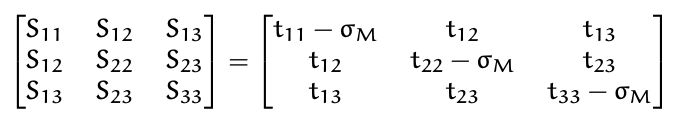 [S₁₁ S₁₂ S₁₃] [t₁₁ − σ_M t₁₂ t₁₃]
[S₁₂ S₂₂ S₂₃] = [t₁₂ t₂₂ − σ_M t₂₃]
[S₁₃ S₂₃ S₃₃] [t₁₃ t₂₃ t₃₃ − σ_M]